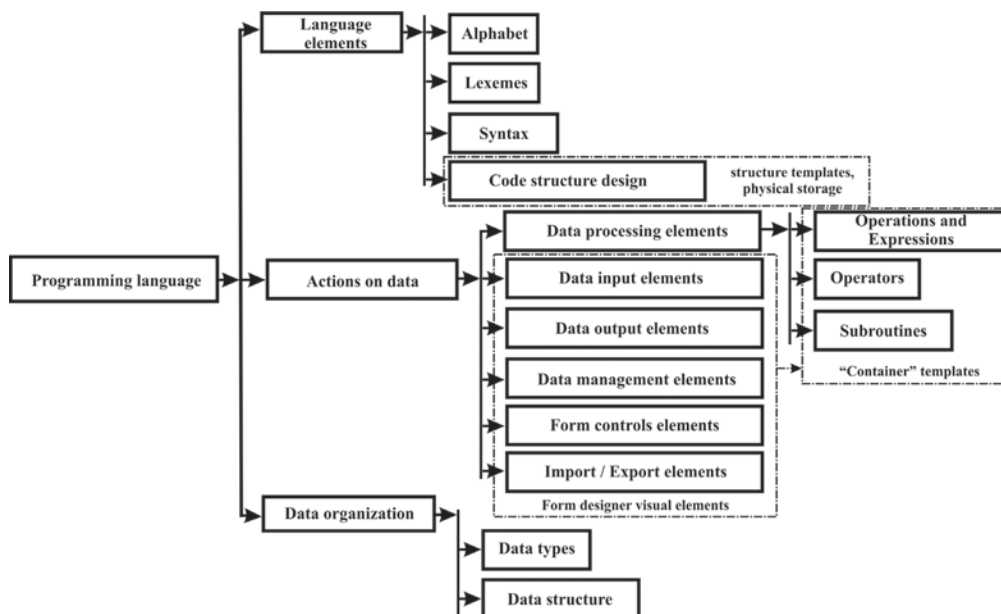 Language
elements
Alphabet
Lexemes
Syntax
Code structure design
structure templates,
physical storage
Data processing elements
Operations and
Expressions
Programming language
Actions on data
Data input elements
Operators
Data output elements
Subroutines
“Container” templates
Data management elements
Form controls elements
Import / Export elements
Form designer visual elements
Data organization
Data types
Data structure